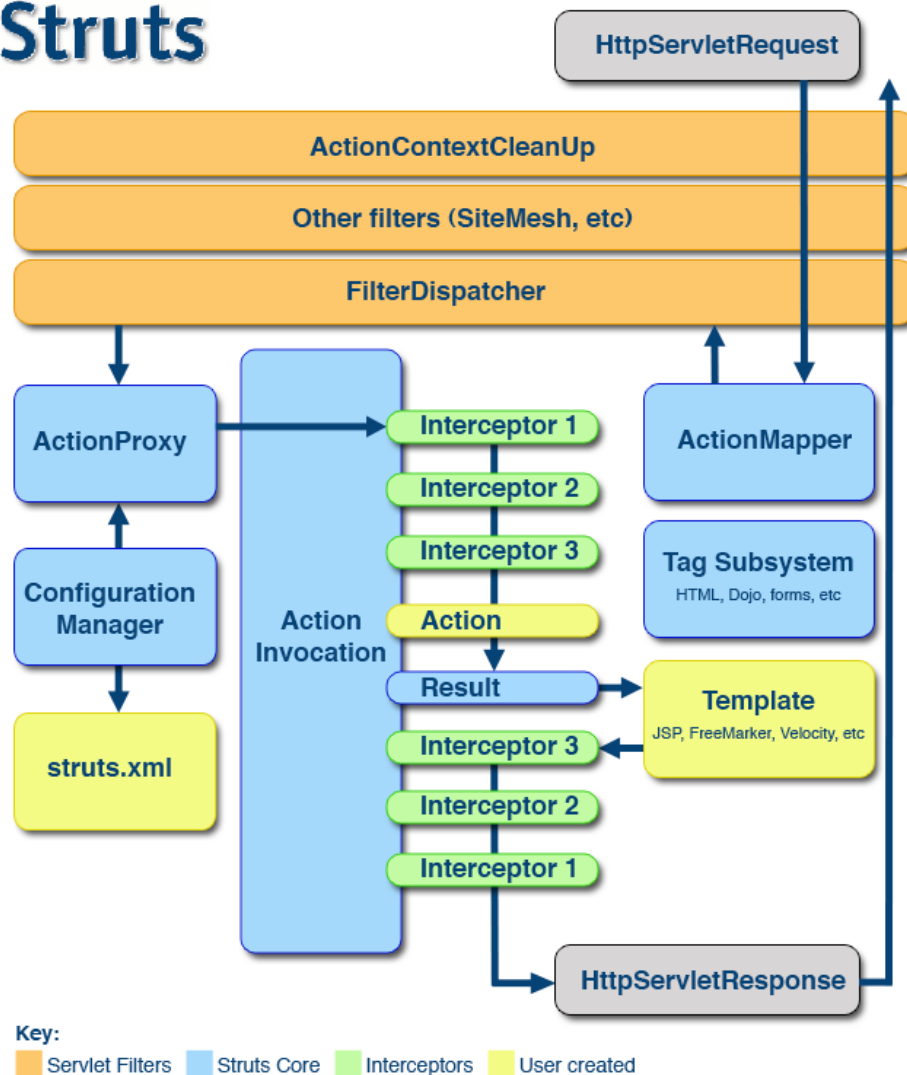 Struts
HttpServletRequest
ActionContextCleanUp
Other filters (SiteMesh, etc)
FilterDispatcher
ActionProxy
Configuration
Manager
struts.xml
Action
Invocation
Interceptor 1
Interceptor 2
Interceptor 3
Action
Result
Interceptor 3
Interceptor 2
Interceptor 1
ActionMapper
Tag Subsystem
HTML, Dojo, forms, etc
Template
JSP, FreeMarker, Velocity, etc
HttpServletResponse
Key:
Servlet Filters
Struts Core
Interceptors
User created